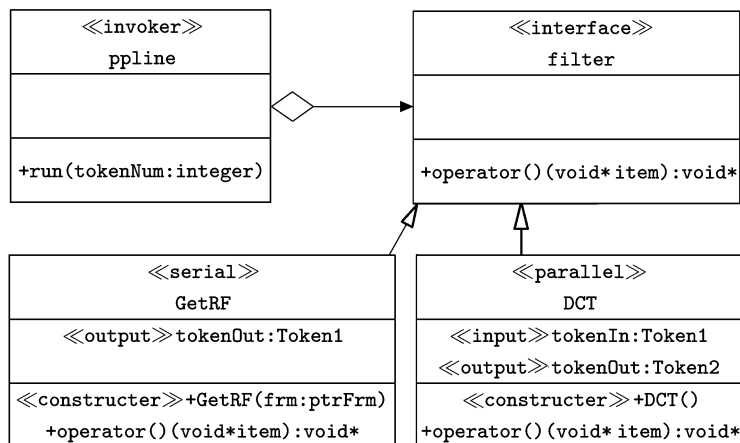 ≪invoker≫
ppline
+run(tokenNum:integer)
≪interface≫
filter
+operator()(void* item):void*
≪serial≫
GetRF
≪output≫tokenOut:Token1
≪constructer≫+GetRF(frm:ptrFrm)
+operator()(void*item):void*
≪parallel≫
DCT
≪input≫tokenIn:Token1
≪output≫tokenOut:Token2
≪constructer≫+DCT()
+operator()(void* item):void*